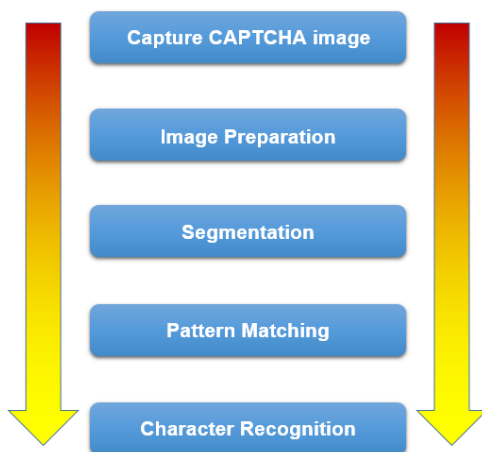 Capture CAPTCHA image
Image Preparation
Segmentation
Pattern Matching
Character Recognition